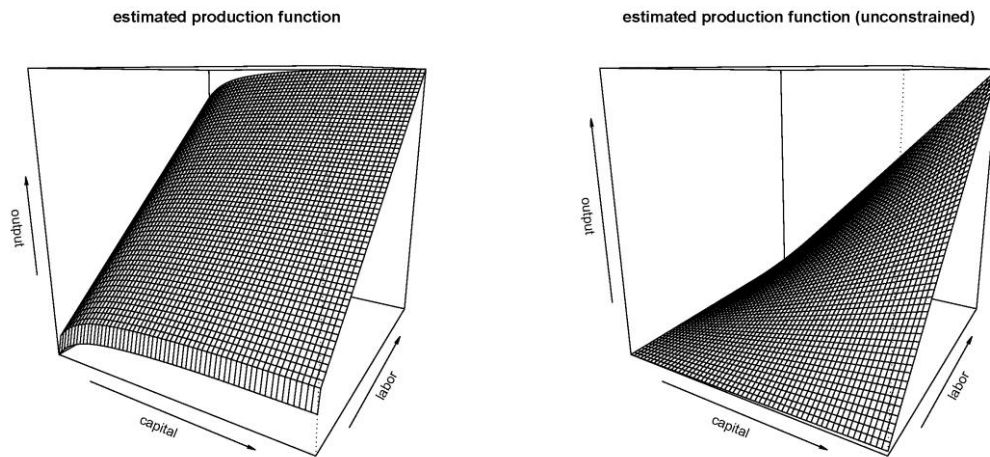 estimated production function
output
capital
labor
estimated production function (unconstrained)
output
capital
labor